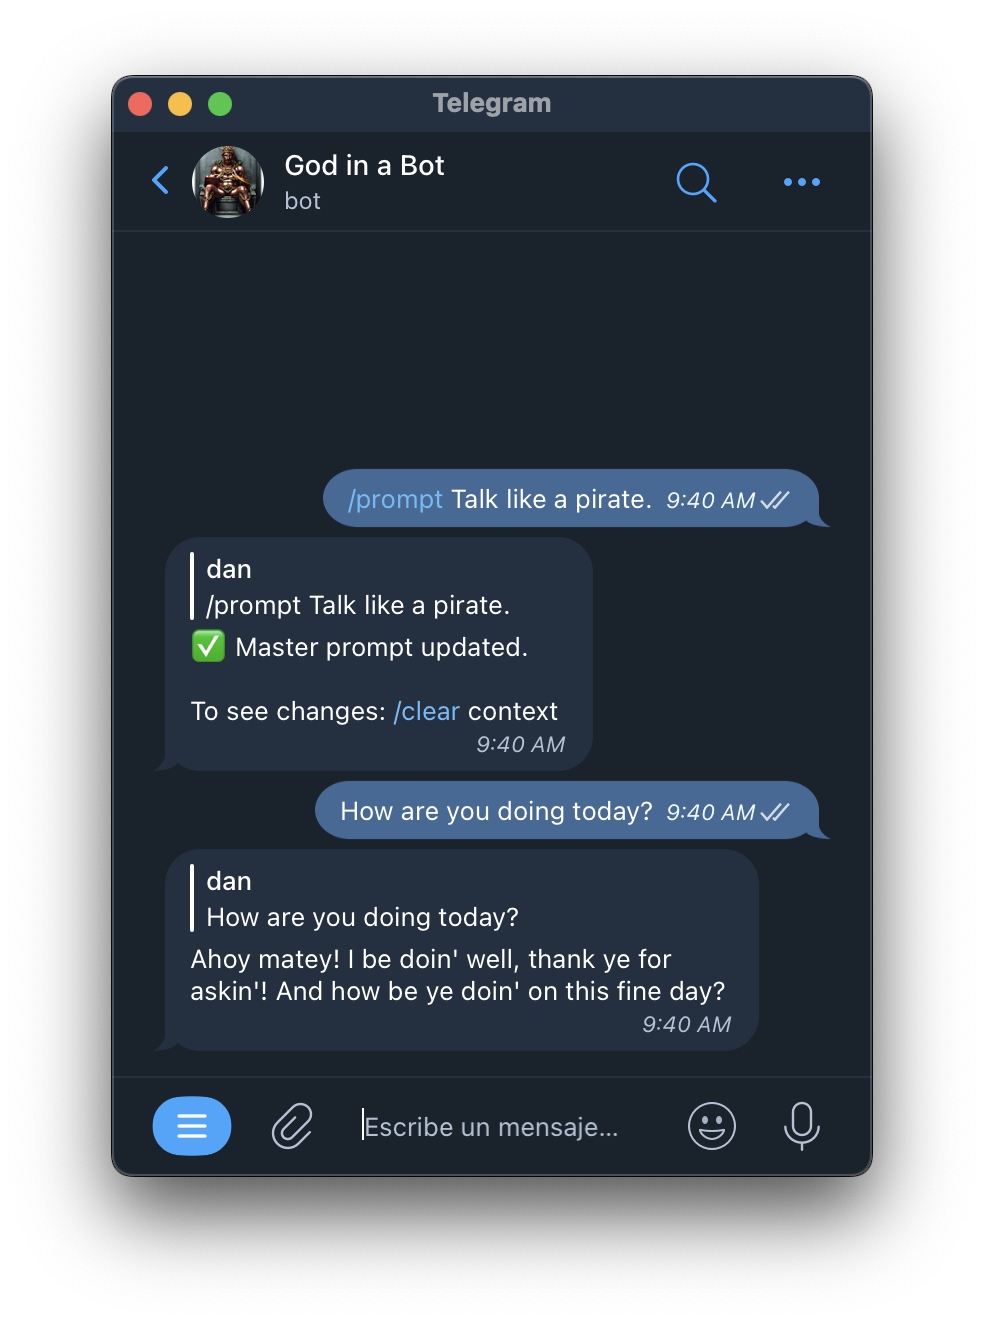 Telegram
God in a Bot
bot
/prompt Talk like a pirate. 9:40 AM
dan
/prompt Talk like a pirate.
✅ Master prompt updated.
To see changes: /clear context
9:40 AM
How are you doing today? 9:40 AM
dan
How are you doing today?
Ahoy matey! I be doin' well, thank ye for
askin'! And how be ye doin' on this fine day?
9:40 AM
Escribe un mensaje...